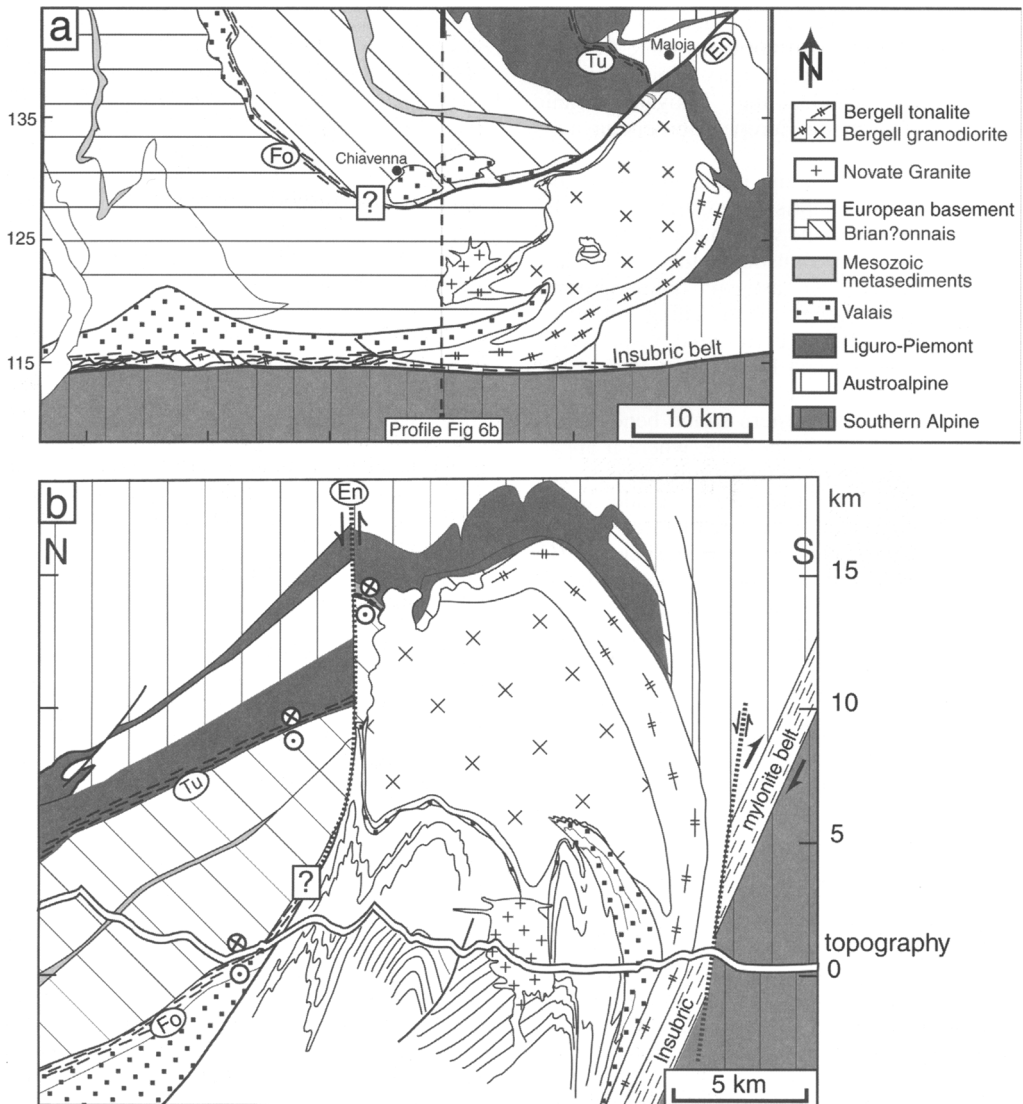 a
135
125
115
Fo
Chiavenna
?
Tu
Maloja
En
Insubric belt
Profile Fig 6b
10 km
N
Bergell tonalite
Bergell granodiorite
Novate Granite
European basement
Brian?onnais
Mesozoic
metasediments
Valais
Liguro-Piemont
Austroalpine
Southern Alpine
b
N
En
S
km
15
10
5
topography
0
Tu
?
Fo
mylonite belt
Insubric
5 km